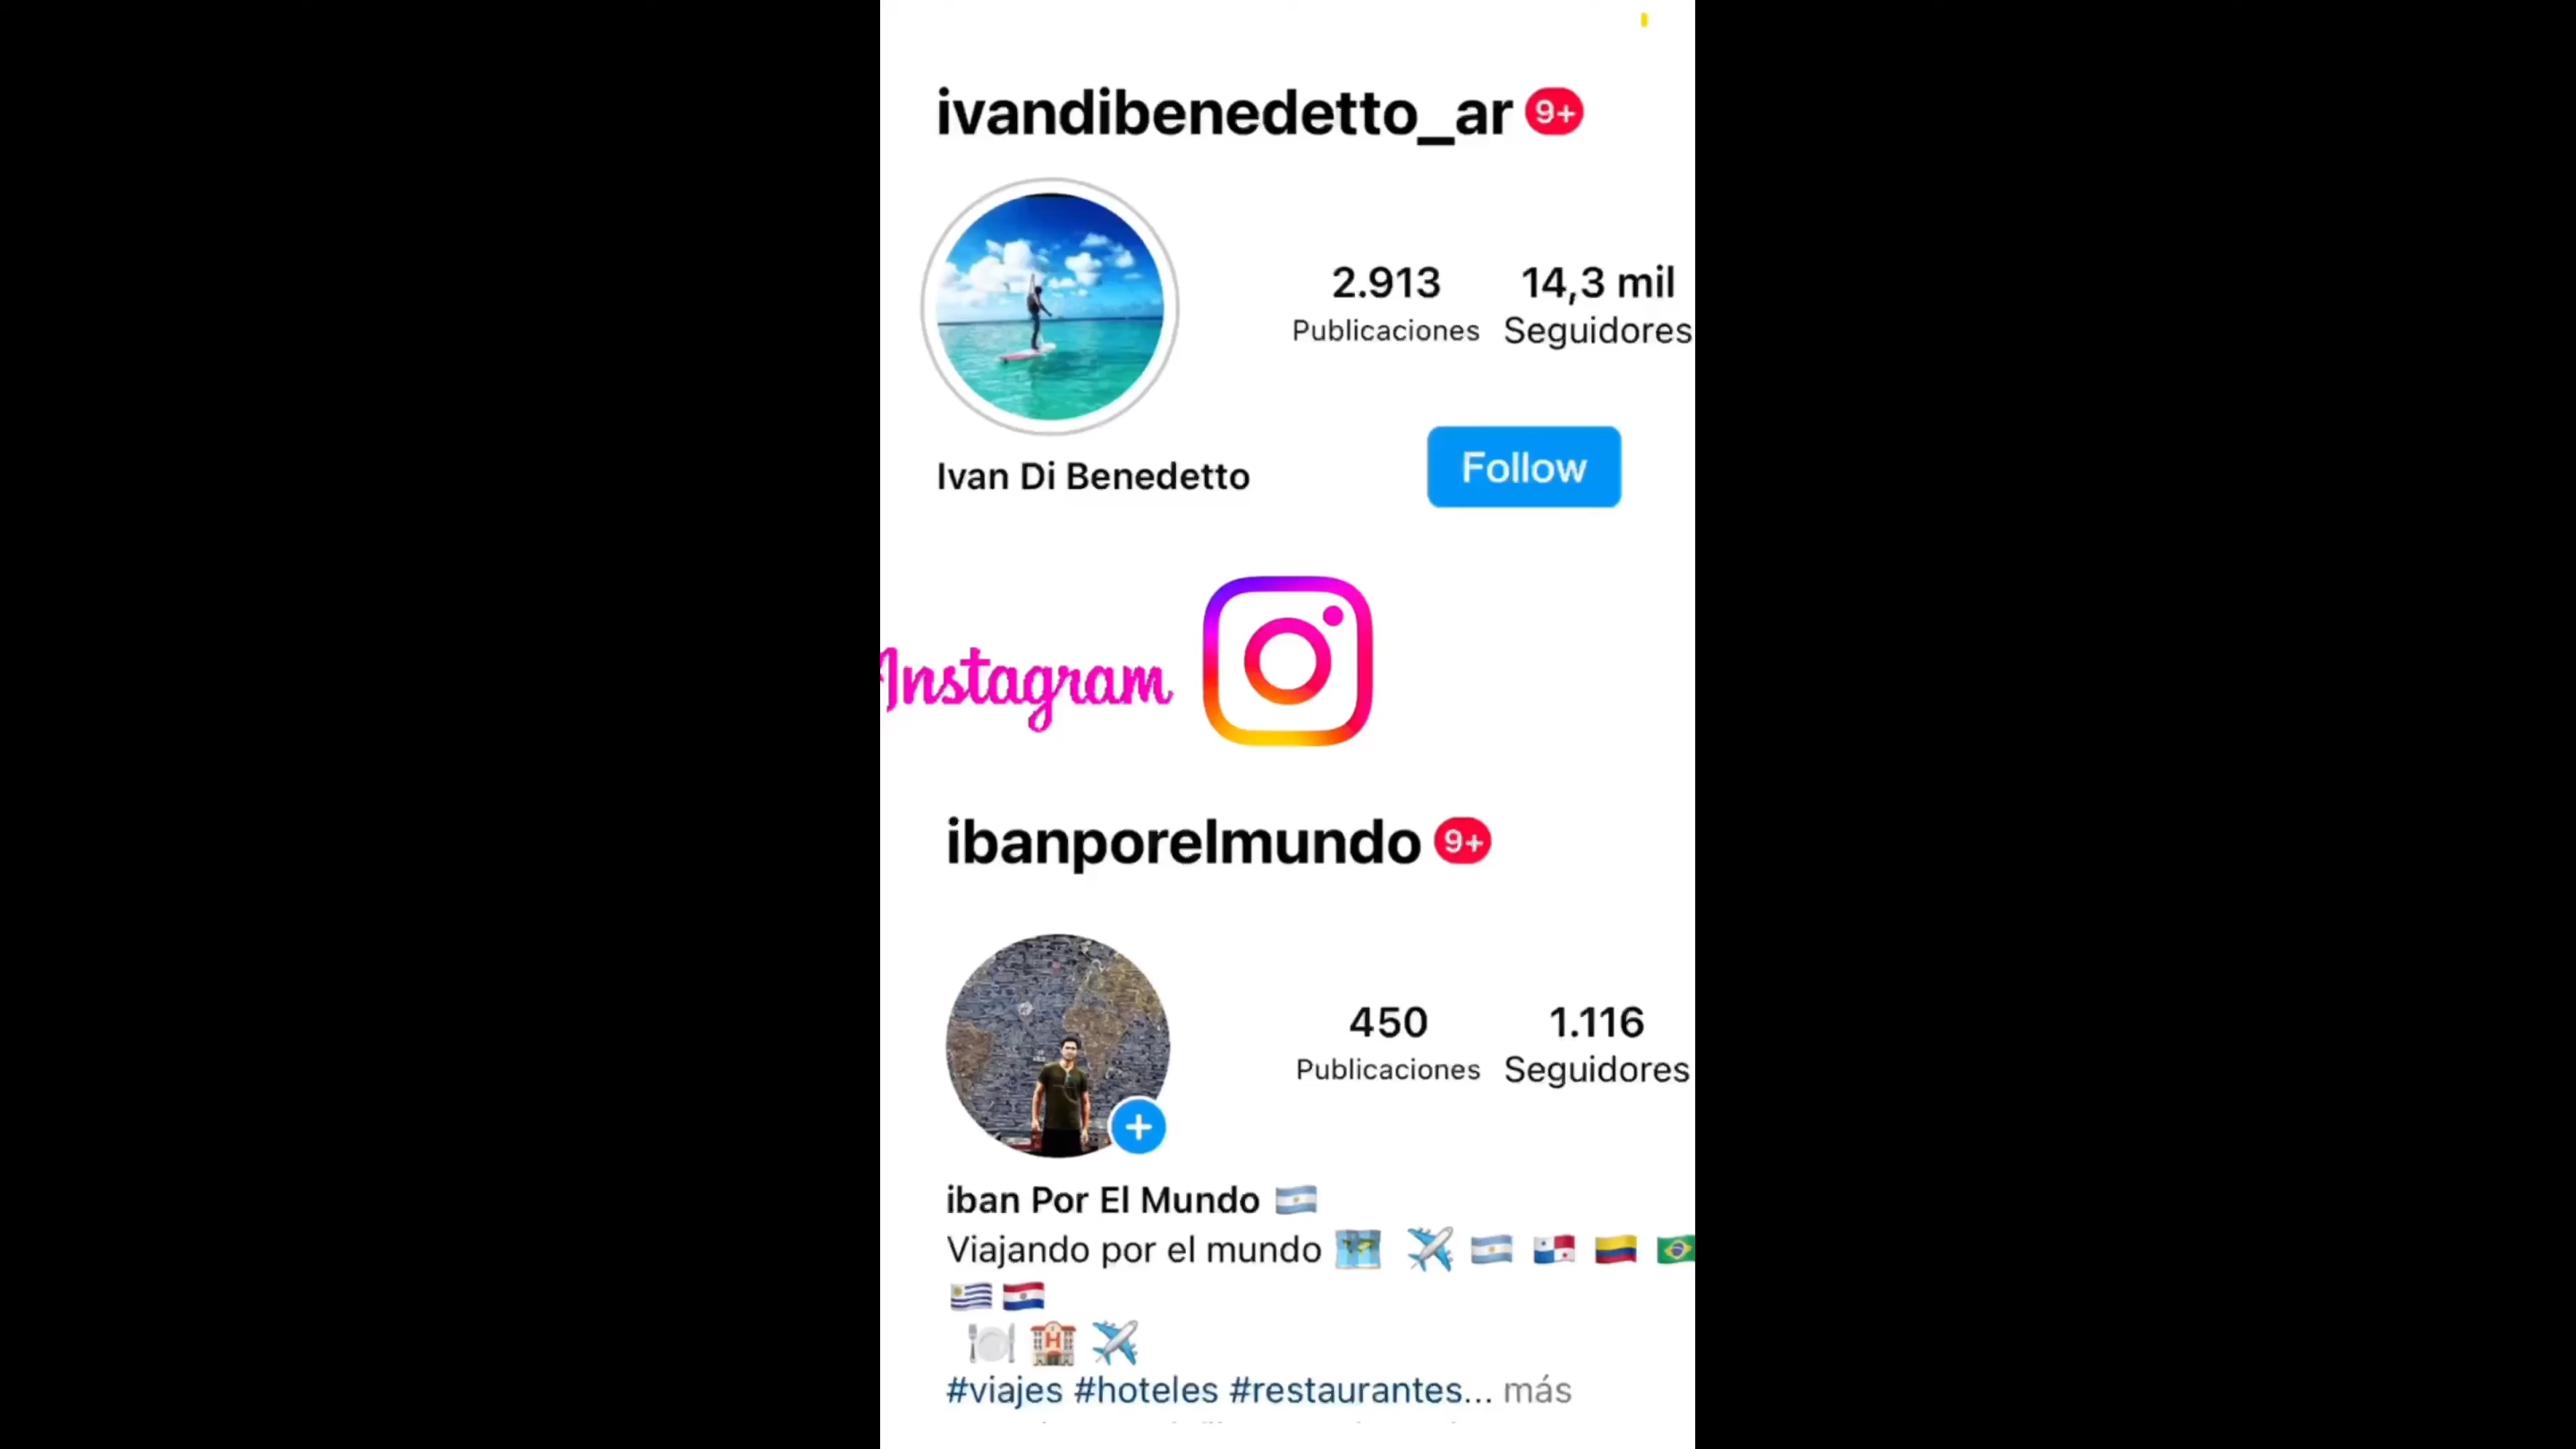 ivandibenedetto_ar 9+
2.913 14,3 mil
Publicaciones Seguidores
Ivan Di Benedetto
Follow
Instagram
ibanporelmundo 9+
450 1.116
Publicaciones Seguidores
iban Por El Mundo
Viajando por el mundo
#viajes #hoteles #restaurantes... más